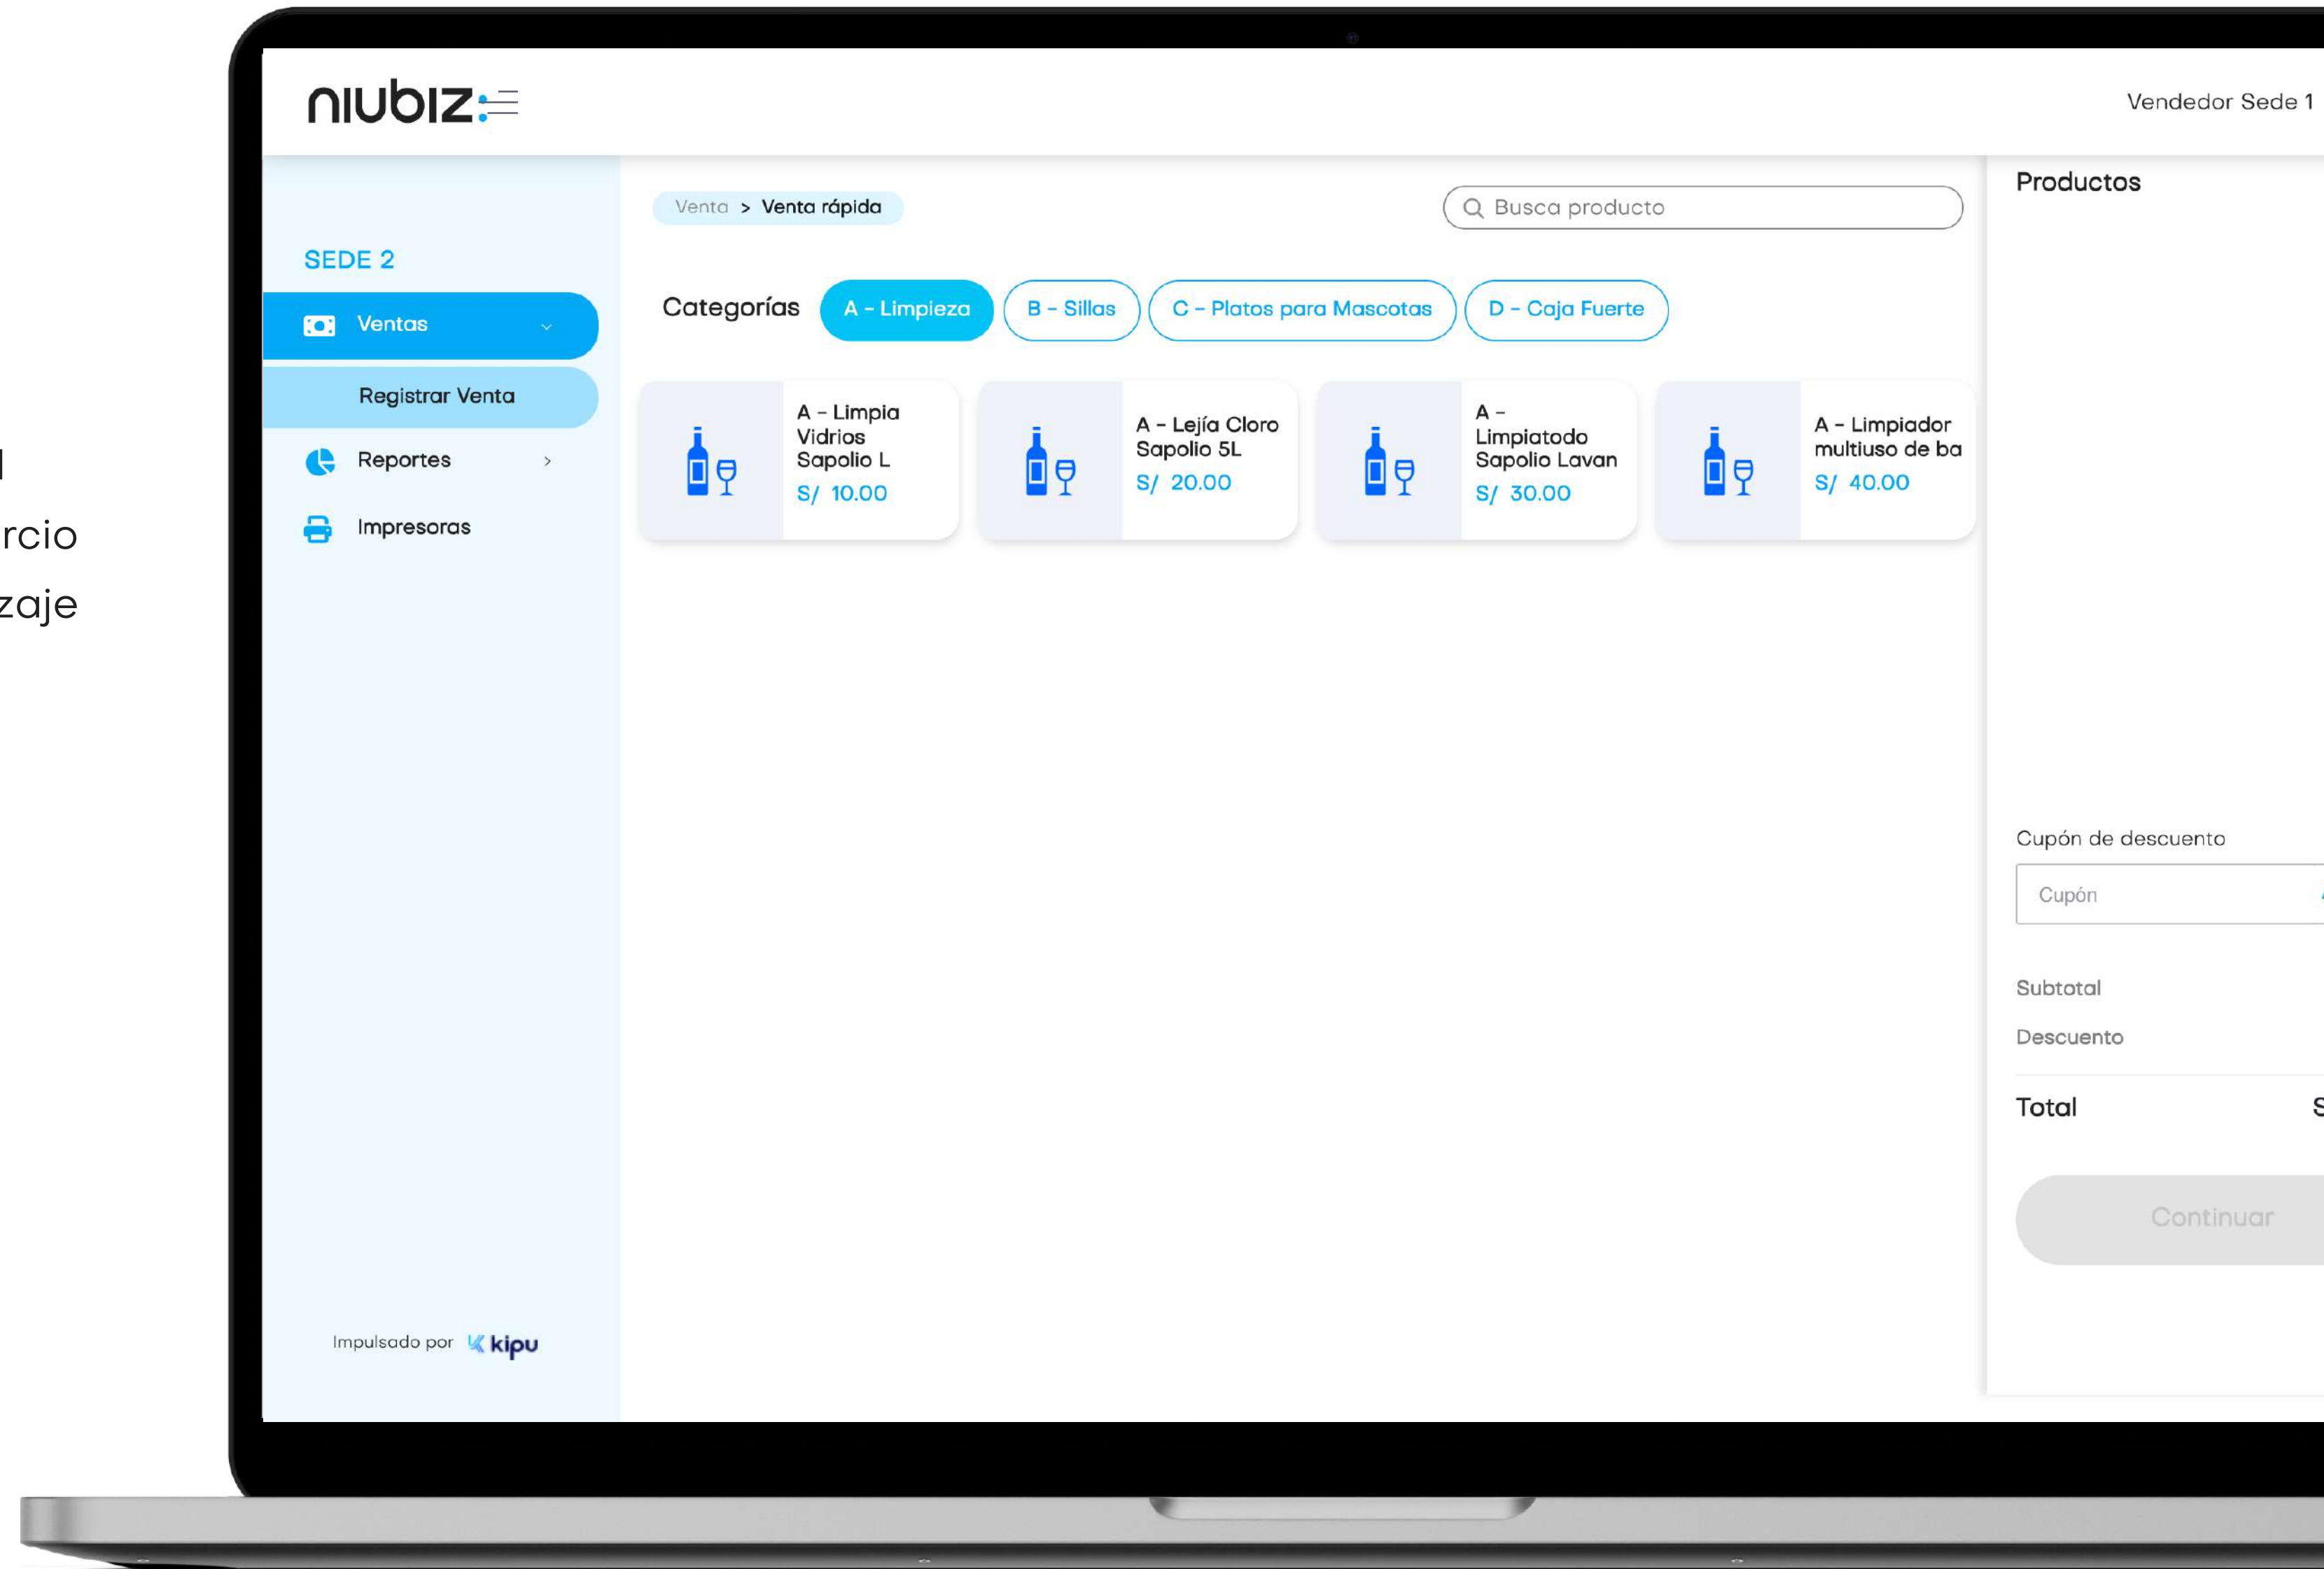 niubiz
Vendedor Sede 1
SEDE 2
Ventas
Registrar Venta
Reportes
Impresoras
Impulsado por kipu
Venta > Venta rápida
Busca producto
Categorías
A - Limpieza
B - Sillas
C - Platos para Mascotas
D - Caja Fuerte
A - Limpia
Vidrios
Sapolio L
S/ 10.00
A - Lejía Cloro
Sapolio 5L
S/ 20.00
A -
Limpiatodo
Sapolio Lavan
S/ 30.00
A - Limpiador
multiuso de ba
S/ 40.00
Productos
Cupón de descuento
Cupón
Subtotal
Descuento
Total
Continuar
rcio
zaje